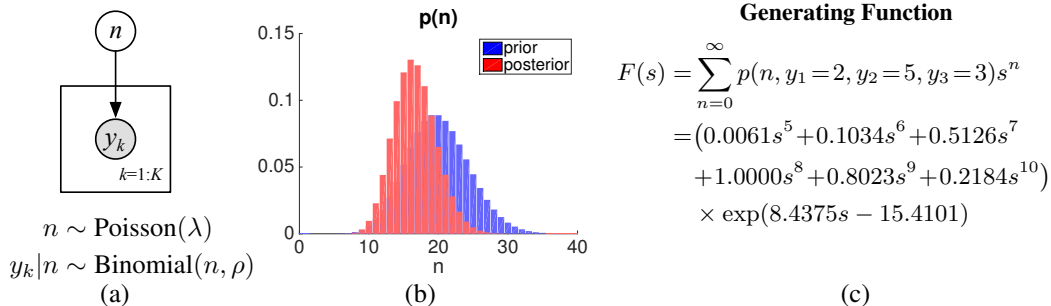 n
y_k
k=1:K
n ∼ Poisson(λ)
y_k|n ∼ Binomial(n, ρ)
(a)
p(n)
0.15
0.1
0.05
0
prior
posterior
0 10 20 30 40
n
(b)
Generating Function
F(s) = ∑_{n=0}^{∞} p(n, y_1=2, y_2=5, y_3=3)s^n
=(0.0061s^5+0.1034s^6+0.5126s^7
+1.0000s^8+0.8023s^9+0.2184s^{10})
× exp(8.4375s − 15.4101)
(c)